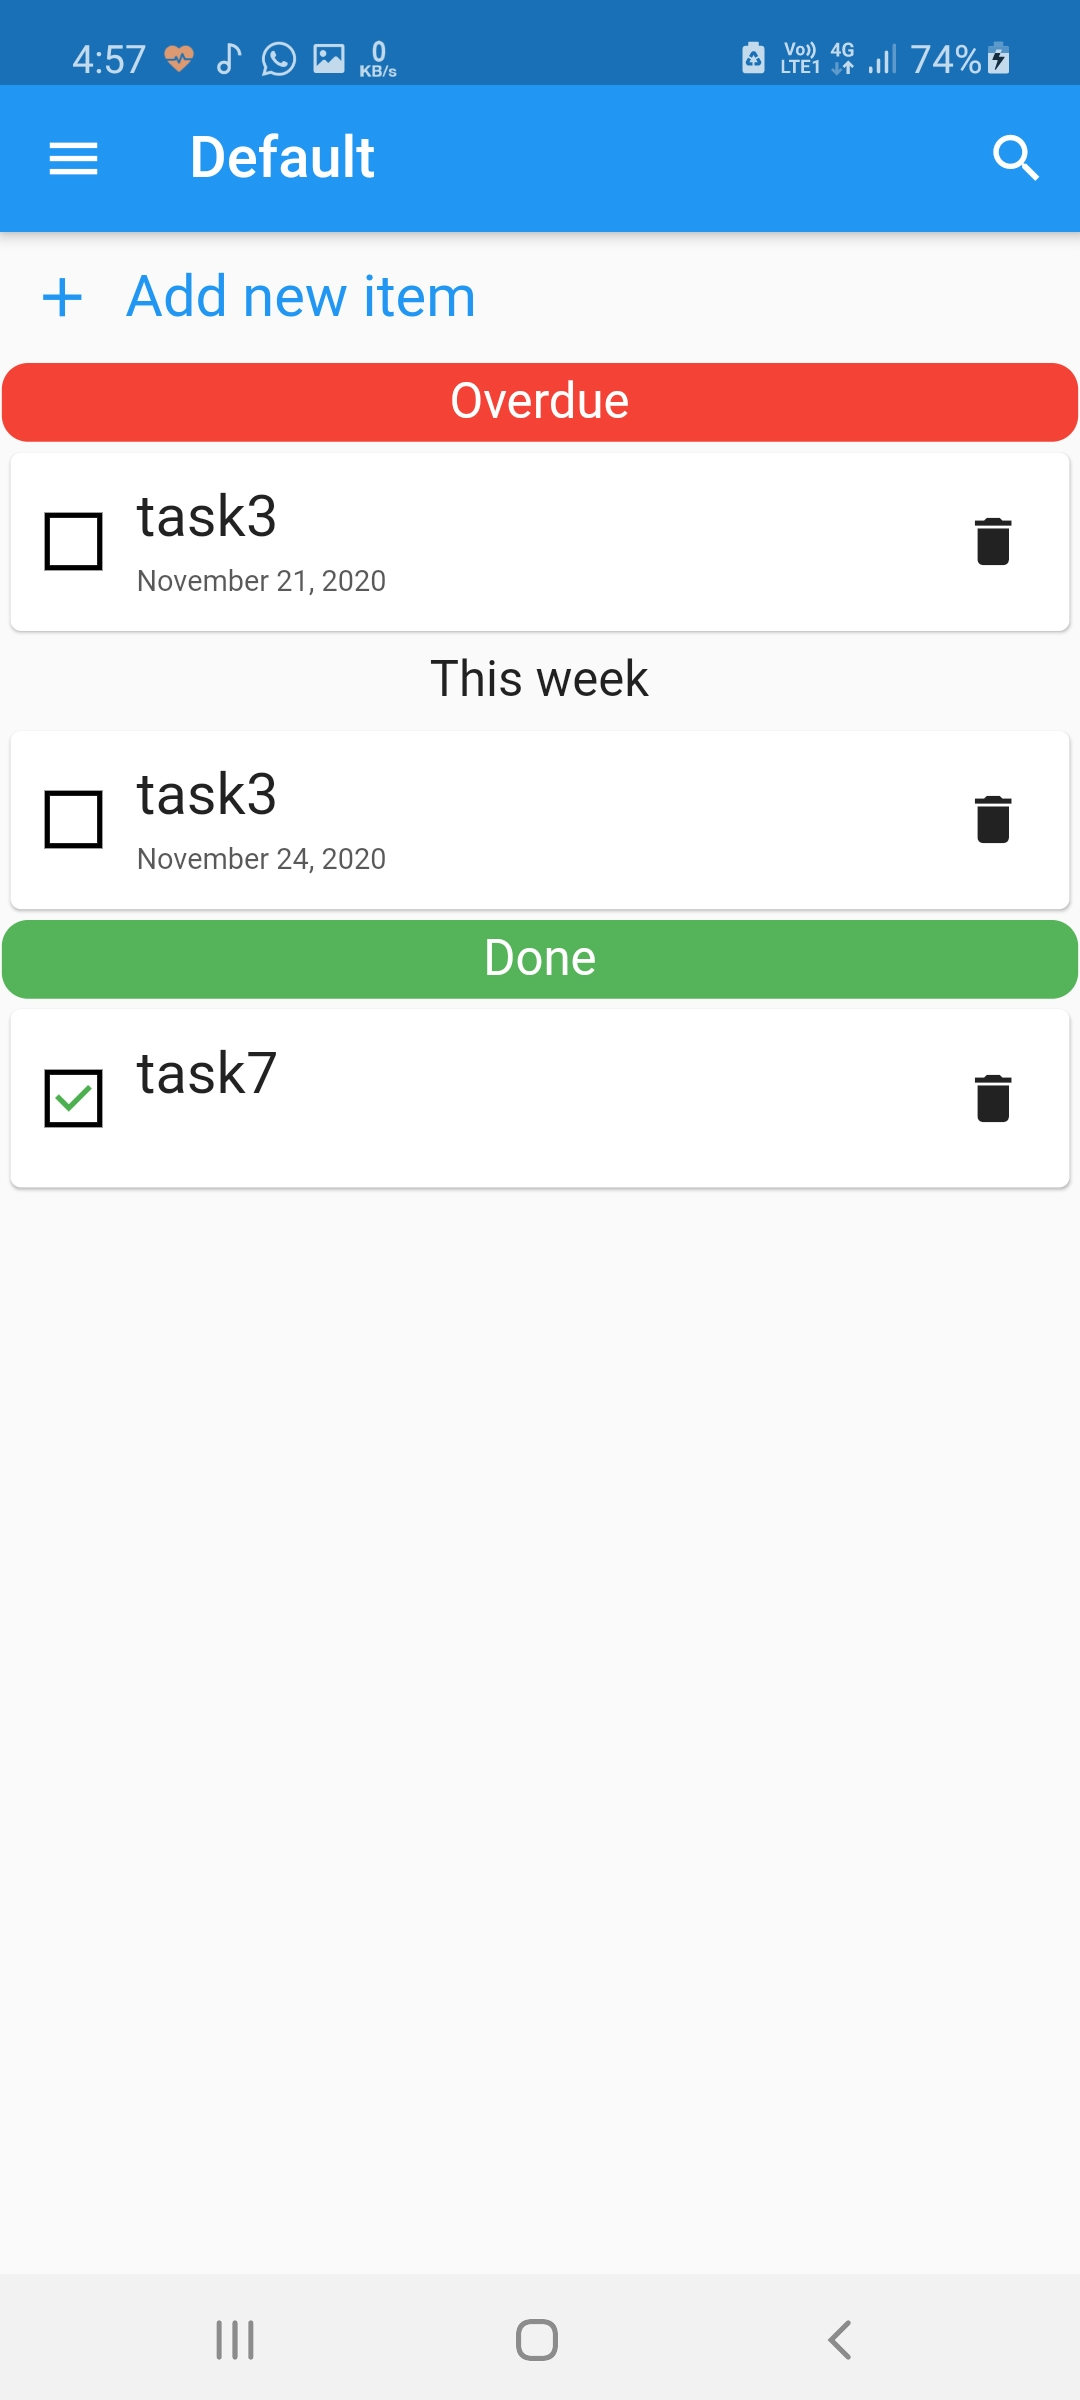 4:57 0 KB/s Vo)) LTE1 4G 74%
Default
Add new item
Overdue
task3
November 21, 2020
This week
task3
November 24, 2020
Done
task7